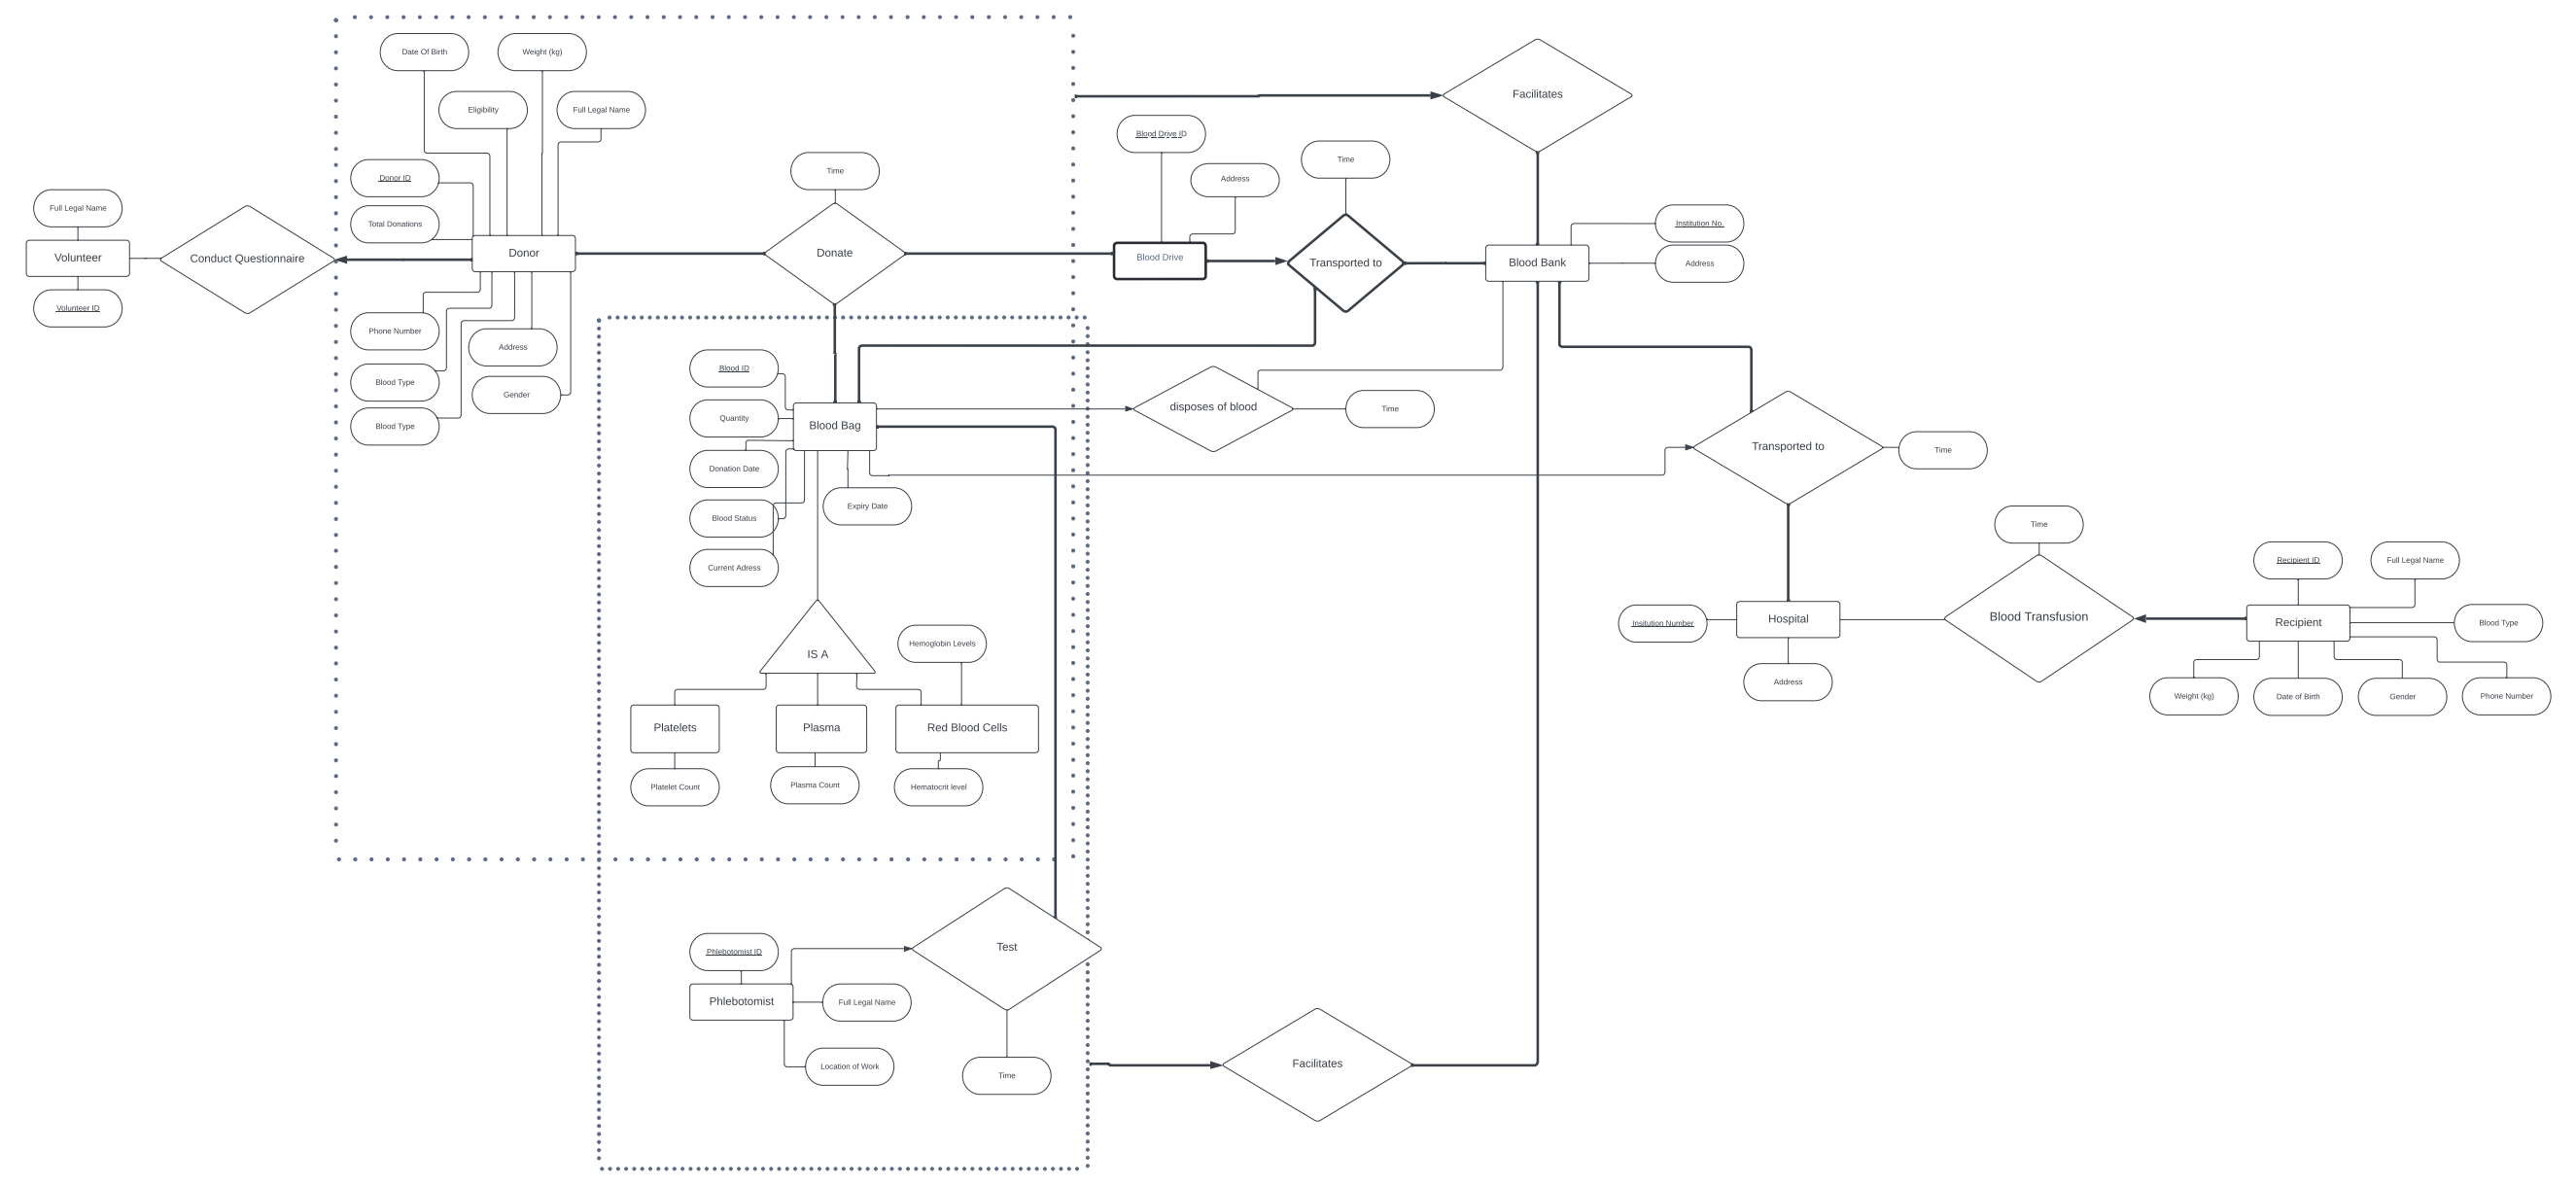 Date Of Birth
Weight (kg)
Eligibility
Full Legal Name
Facilitates
Blood Drive ID
Time
Time
Address
Donor ID
Full Legal Name
Total Donations
Institution No.
Volunteer
Conduct Questionnaire
Donor
Donate
Blood Drive
Transported to
Blood Bank
Address
Volunteer ID
Phone Number
Address
Blood Type
Gender
Blood Type
Blood ID
Quantity
Blood Bag
disposes of blood
Time
Donation Date
Transported to
Time
Blood Status
Expiry Date
Current Adress
Time
Recipient ID
Full Legal Name
Insitution Number
Hospital
Blood Transfusion
Recipient
Blood Type
IS A
Hemoglobin Levels
Address
Weight (kg)
Date of Birth
Gender
Phone Number
Platelets
Plasma
Red Blood Cells
Platelet Count
Plasma Count
Hematocrit level
Phlebotomist ID
Test
Phlebotomist
Full Legal Name
Location of Work
Time
Facilitates